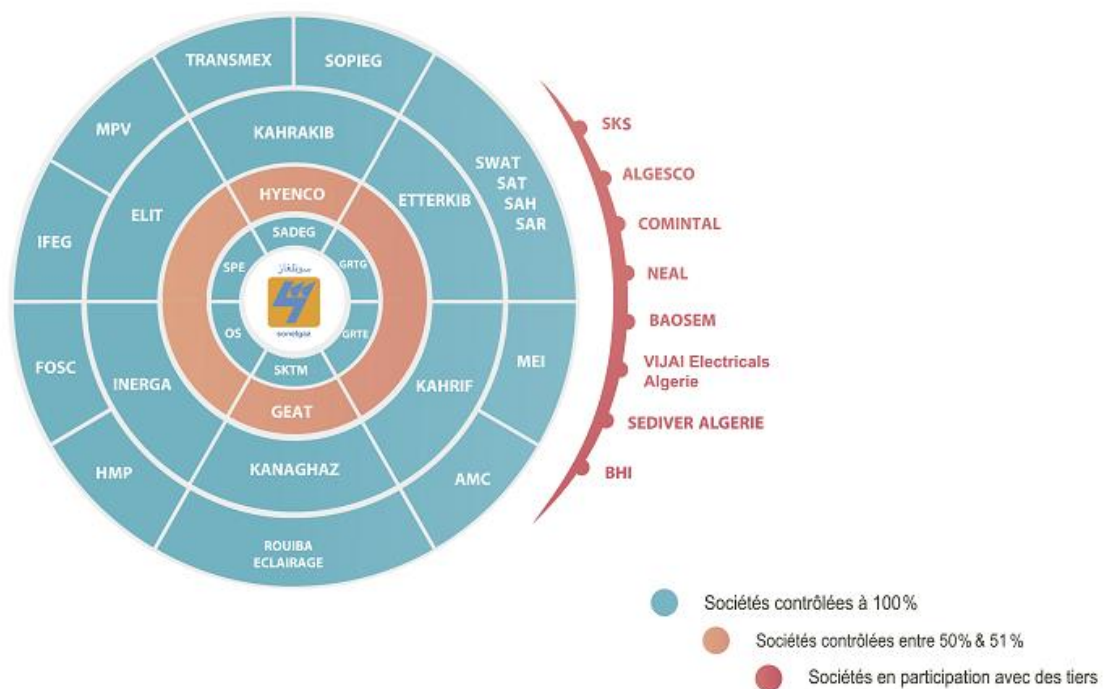 TRANSMEX
SOPIEG
MPV
KAHRAKIB
SWAT
SAT
SAH
SAR
ELIT
HYENCO
ETTERKIB
IFEG
SADEG
SPE
GRTG
سونلغاز
sonelgaz
OS
GRTE
SKTM
FOSC
INERGA
GEAT
KAHRIF
MEI
HMP
KANAGHAZ
AMC
ROUIBA
ECLAIRAGE
SKS
ALGESCO
COMINTAL
NEAL
BAOSEM
VIJAI Electricals
Algerie
SEDIVER ALGERIE
BHI
Sociétés contrôlées à 100%
Sociétés contrôlées entre 50% & 51%
Sociétés en participation avec des tiers